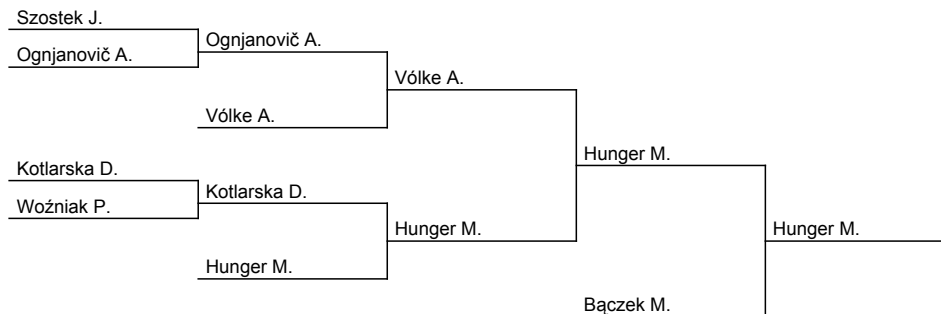 Szostek J.
Ognjanovič A.
Ognjanovič A.
Vólke A.
Vólke A.
Hunger M.
Kotlarska D.
Woźniak P.
Kotlarska D.
Hunger M.
Hunger M.
Hunger M.
Bączek M.